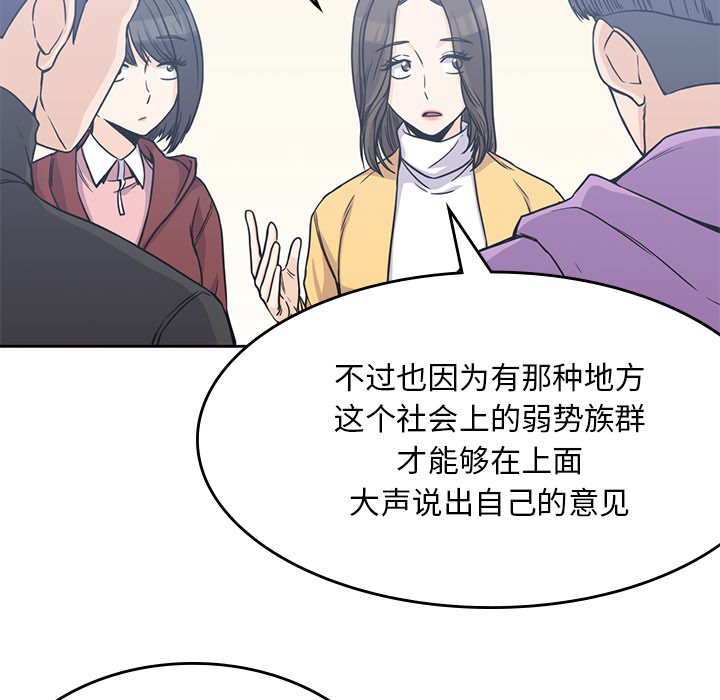 不过也因为有那种地方
这个社会上的弱势族群
才能够在上面
大声说出自己的意见